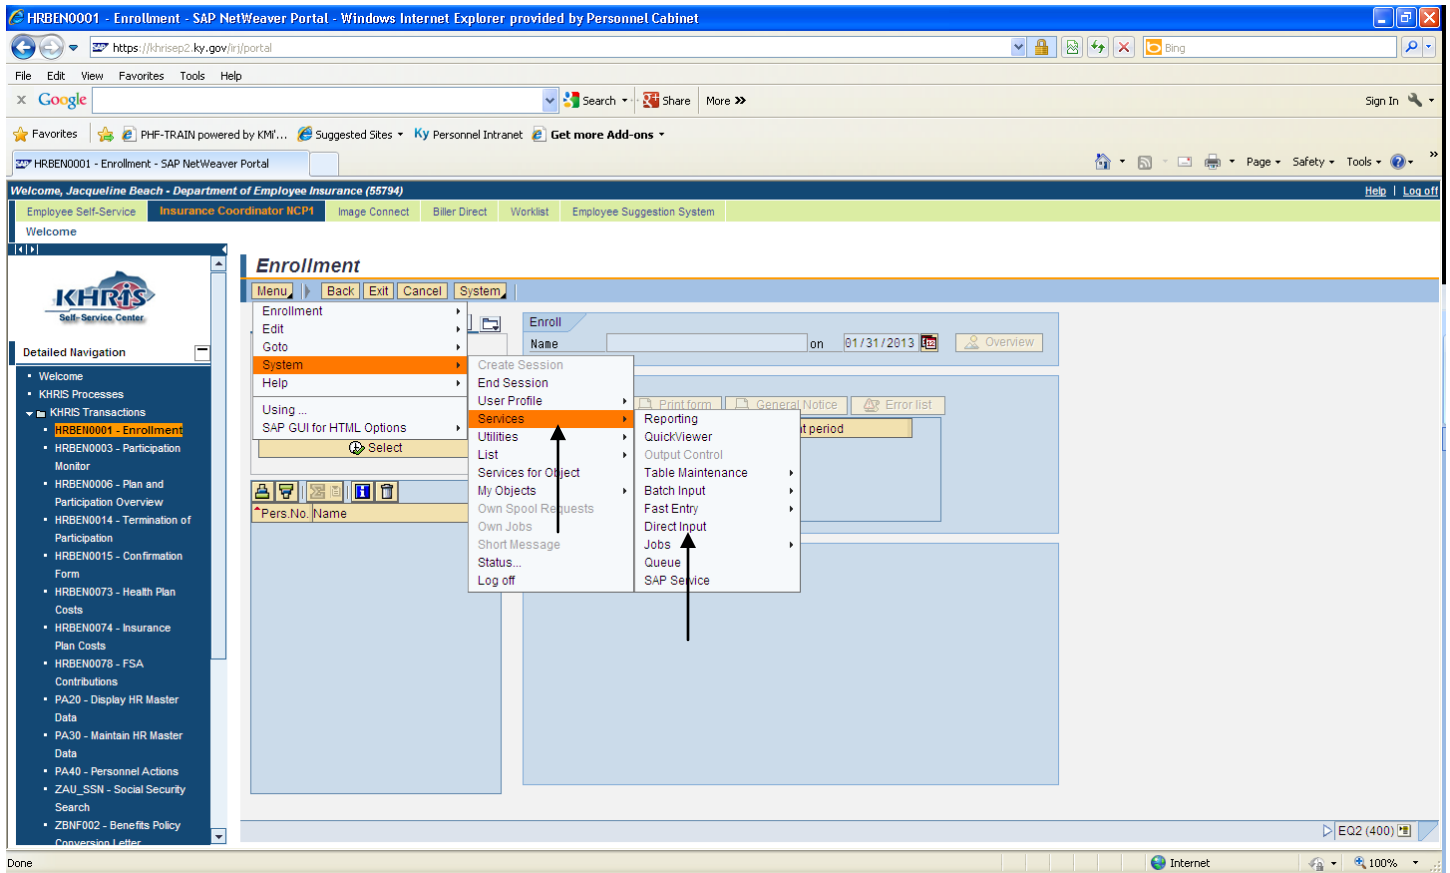 HRBEN0001 - Enrollment - SAP NetWeaver Portal - Windows Internet Explorer provided by Personnel Cabinet
https://khrisep2.ky.gov/irj/portal
Bing
File Edit View Favorites Tools Help
x Google Search Share More » Sign In
Favorites PHF-TRAIN powered by KMi'... Suggested Sites Ky Personnel Intranet Get more Add-ons
HRBEN0001 - Enrollment - SAP NetWeaver Portal Page Safety Tools »
Welcome, Jacqueline Beach - Department of Employee Insurance (55794) Help | Log off
Employee Self-Service Insurance Coordinator NCP1 Image Connect Biller Direct Worklist Employee Suggestion System
Welcome
KHRIS
Self-Service Center
Detailed Navigation
Welcome
KHRIS Processes
KHRIS Transactions
HRBEN0001 - Enrollment
HRBEN0003 - Participation
Monitor
HRBEN0006 - Plan and
Participation Overview
HRBEN0014 - Termination of
Participation
HRBEN0015 - Confirmation
Form
HRBEN0073 - Health Plan
Costs
HRBEN0074 - Insurance
Plan Costs
HRBEN0078 - FSA
Contributions
PA20 - Display HR Master
Data
PA30 - Maintain HR Master
Data
PA40 - Personnel Actions
ZAU_SSN - Social Security
Search
ZBNF002 - Benefits Policy
Conversion Letter
Enrollment
Menu Back Exit Cancel System
Enrollment
Edit
Goto
System
Help
Using ...
SAP GUI for HTML Options
Select
Pers.No. Name
Create Session
End Session
User Profile
Services
Utilities
List
Services for Object
My Objects
Own Spool Requests
Own Jobs
Short Message
Status...
Log off
Reporting
QuickViewer
Output Control
Table Maintenance
Batch Input
Fast Entry
Direct Input
Jobs
Queue
SAP Service
Enroll
Name on 01/31/2013 Overview
Print form General Notice Error list
period
EQ2 (400)
Done Internet 100%